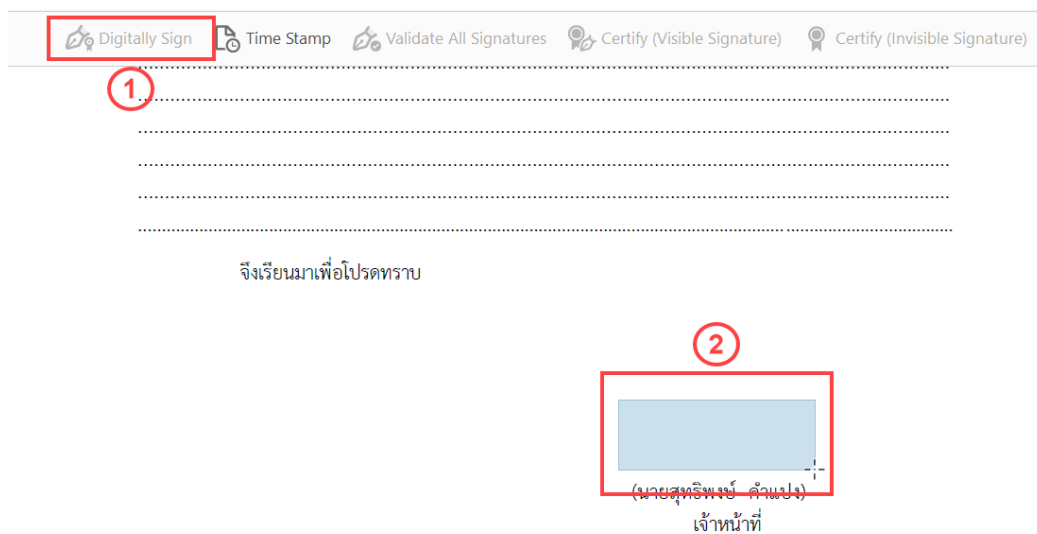 Digitally Sign Time Stamp Validate All Signatures Certify (Visible Signature) Certify (Invisible Signature)
1
จึงเรียนมาเพื่อโปรดทราบ
2
(นายสุทธิพงษ์ คำแปง)
เจ้าหน้าที่